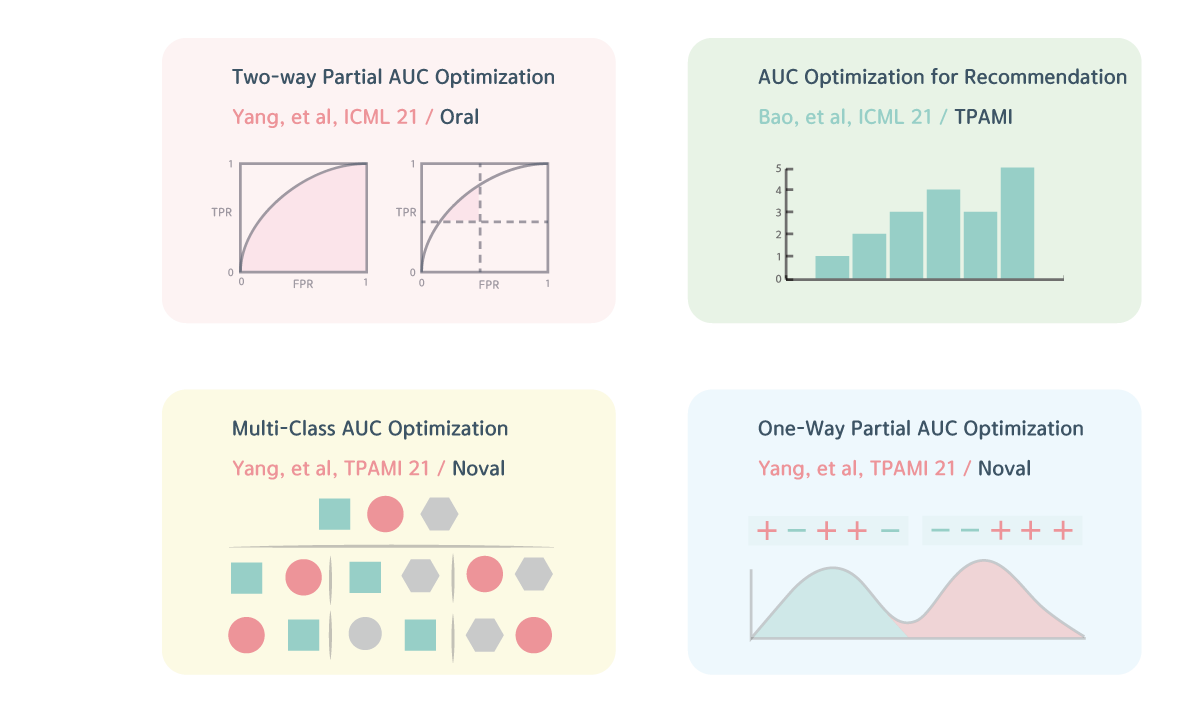 Two-way Partial AUC Optimization
Yang, et al, ICML 21 / Oral
1
TPR
0
0
FPR
1
1
TPR
0
0
FPR
1
AUC Optimization for Recommendation
Bao, et al, ICML 21 / TPAMI
5
4
3
2
1
0
Multi-Class AUC Optimization
Yang, et al, TPAMI 21 / Noval
One-Way Partial AUC Optimization
Yang, et al, TPAMI 21 / Noval
+ − + + −
− − + + +